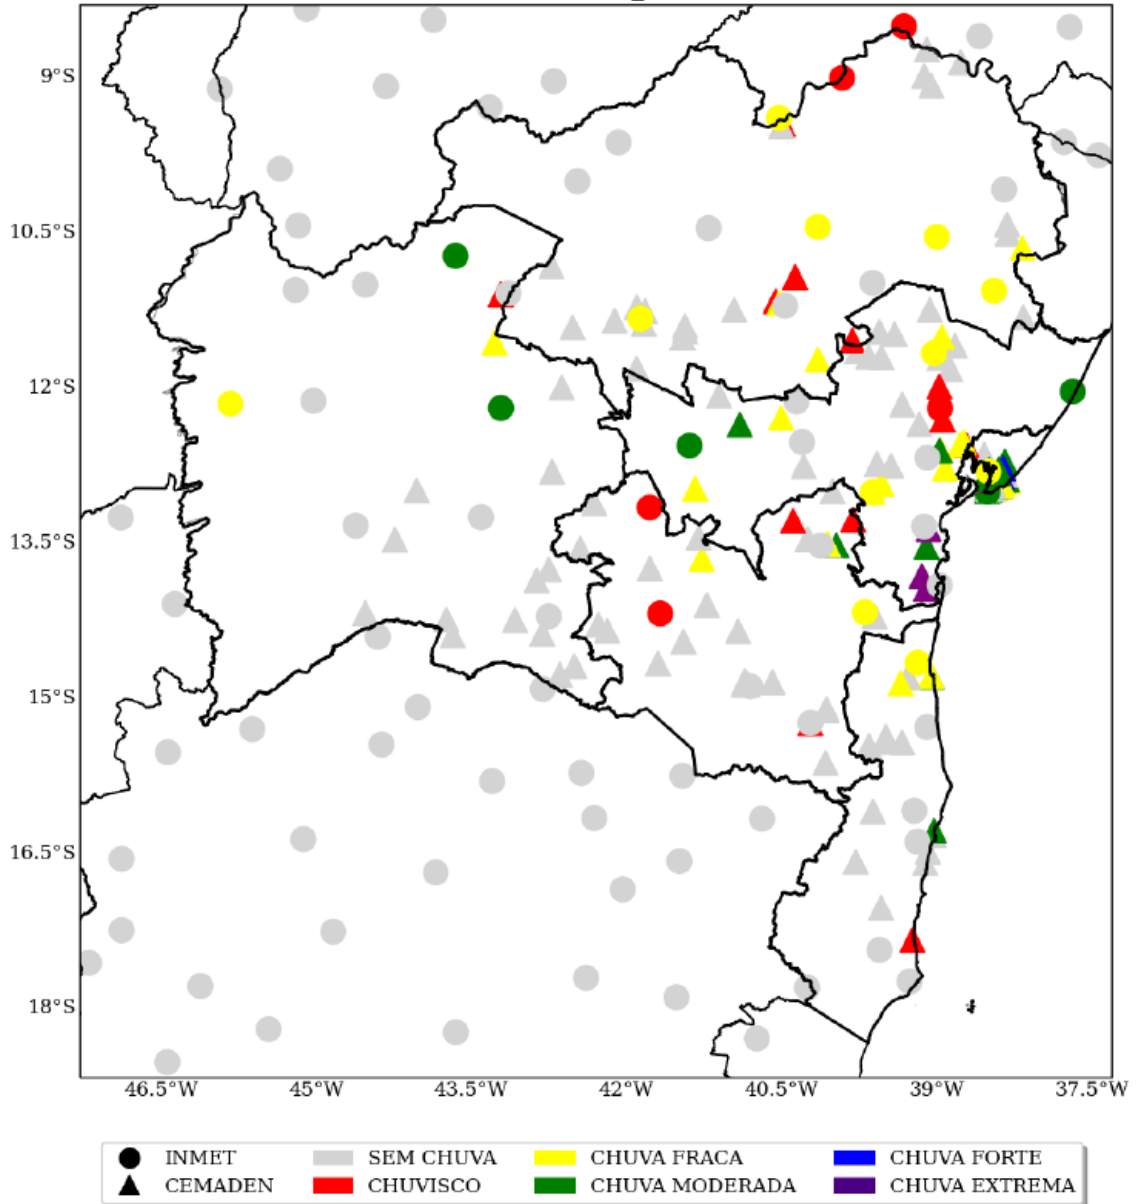 9°S
10.5°S
12°S
13.5°S
15°S
16.5°S
18°S
46.5°W 45°W 43.5°W 42°W 40.5°W 39°W 37.5°W
INMET SEM CHUVA CHUVA FRACA CHUVA FORTE
CEMADEN CHUVISCO CHUVA MODERADA CHUVA EXTREMA